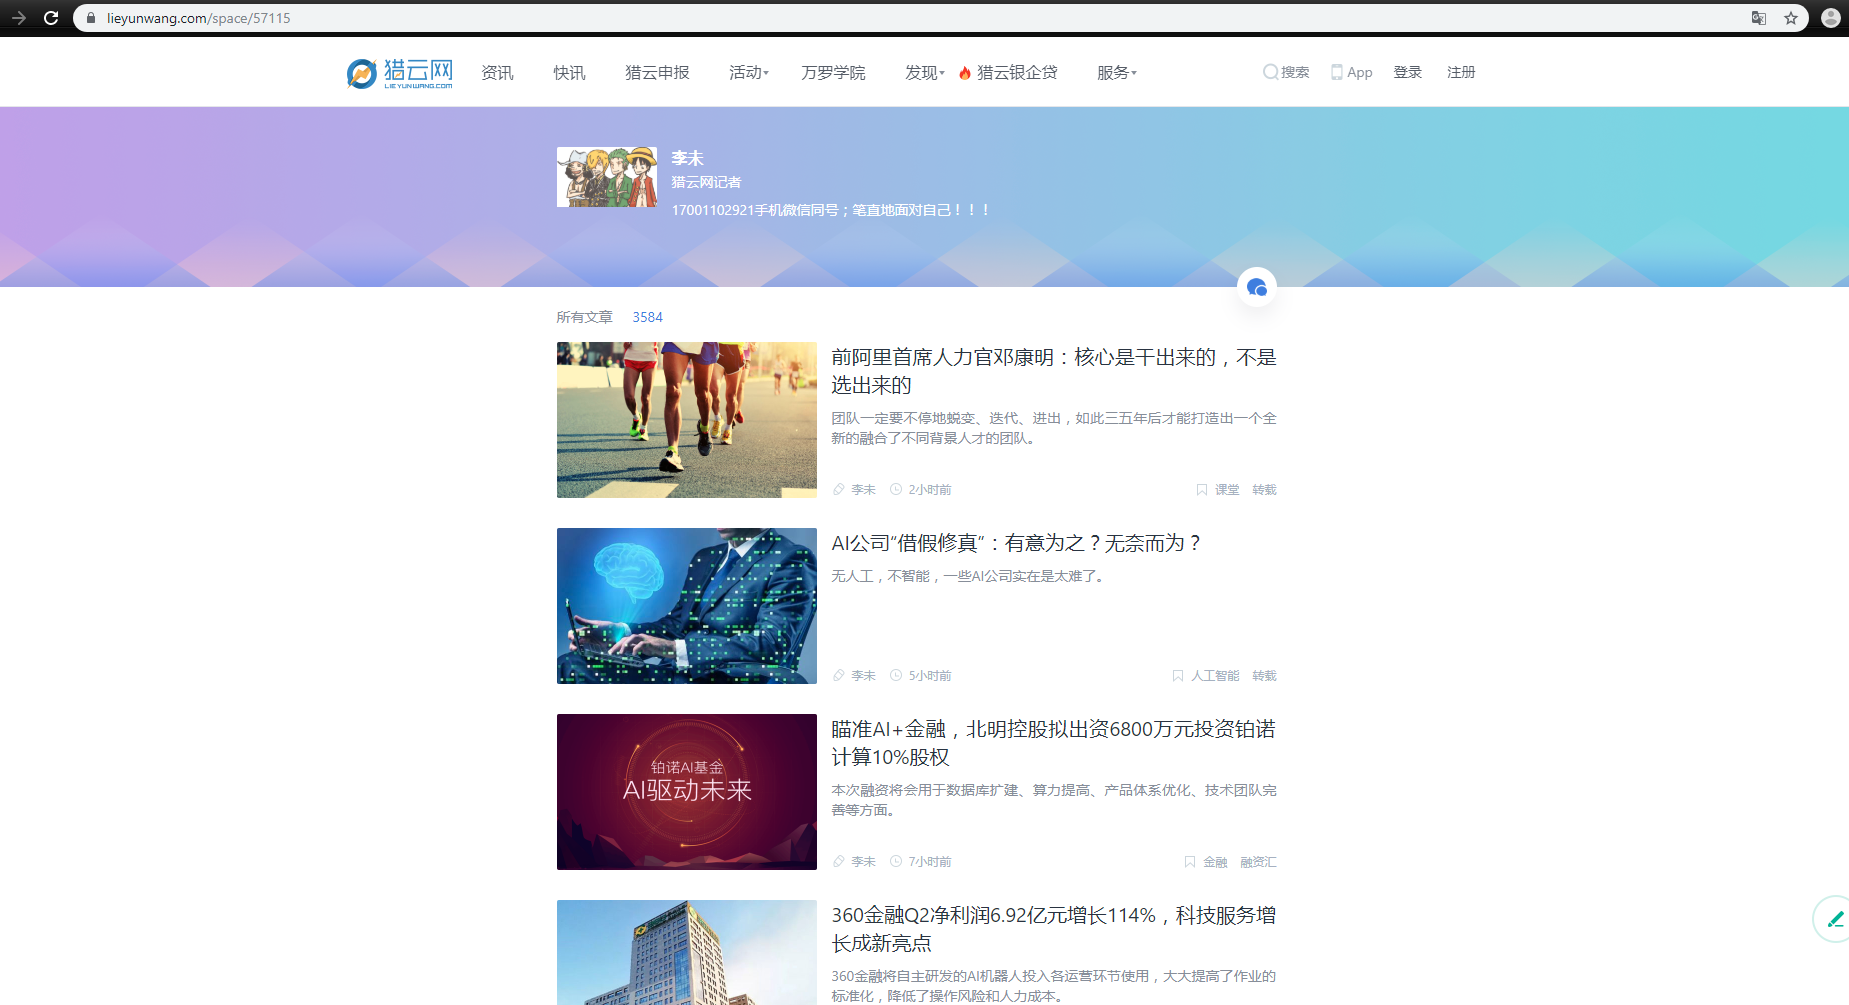 lieyunwang.com/space/57115
猎云网
LIEYUNWANG.COM
资讯
快讯
猎云申报
活动
万罗学院
发现
猎云银企贷
服务
搜索
App
登录
注册
李未
猎云网记者
17001102921手机微信同号；笔直地面对自己！！！
所有文章 3584
前阿里首席人力官邓康明：核心是干出来的，不是
选出来的
团队一定要不停地蜕变、迭代、进出，如此三五年后才能打造出一个全
新的融合了不同背景人才的团队。
李未 2小时前 课堂 转载
AI公司“借假修真”：有意为之？无奈而为？
无人工，不智能，一些AI公司实在是太难了。
李未 5小时前 人工智能 转载
铂诺AI基金
AI驱动未来
瞄准AI+金融，北明控股拟出资6800万元投资铂诺
计算10%股权
本次融资将会用于数据库扩建、算力提高、产品体系优化、技术团队完
善等方面。
李未 7小时前 金融 融资汇
360金融Q2净利润6.92亿元增长114%，科技服务增
长成新亮点
360金融将自主研发的AI机器人投入各运营环节使用，大大提高了作业的
标准化，降低了操作风险和人力成本。